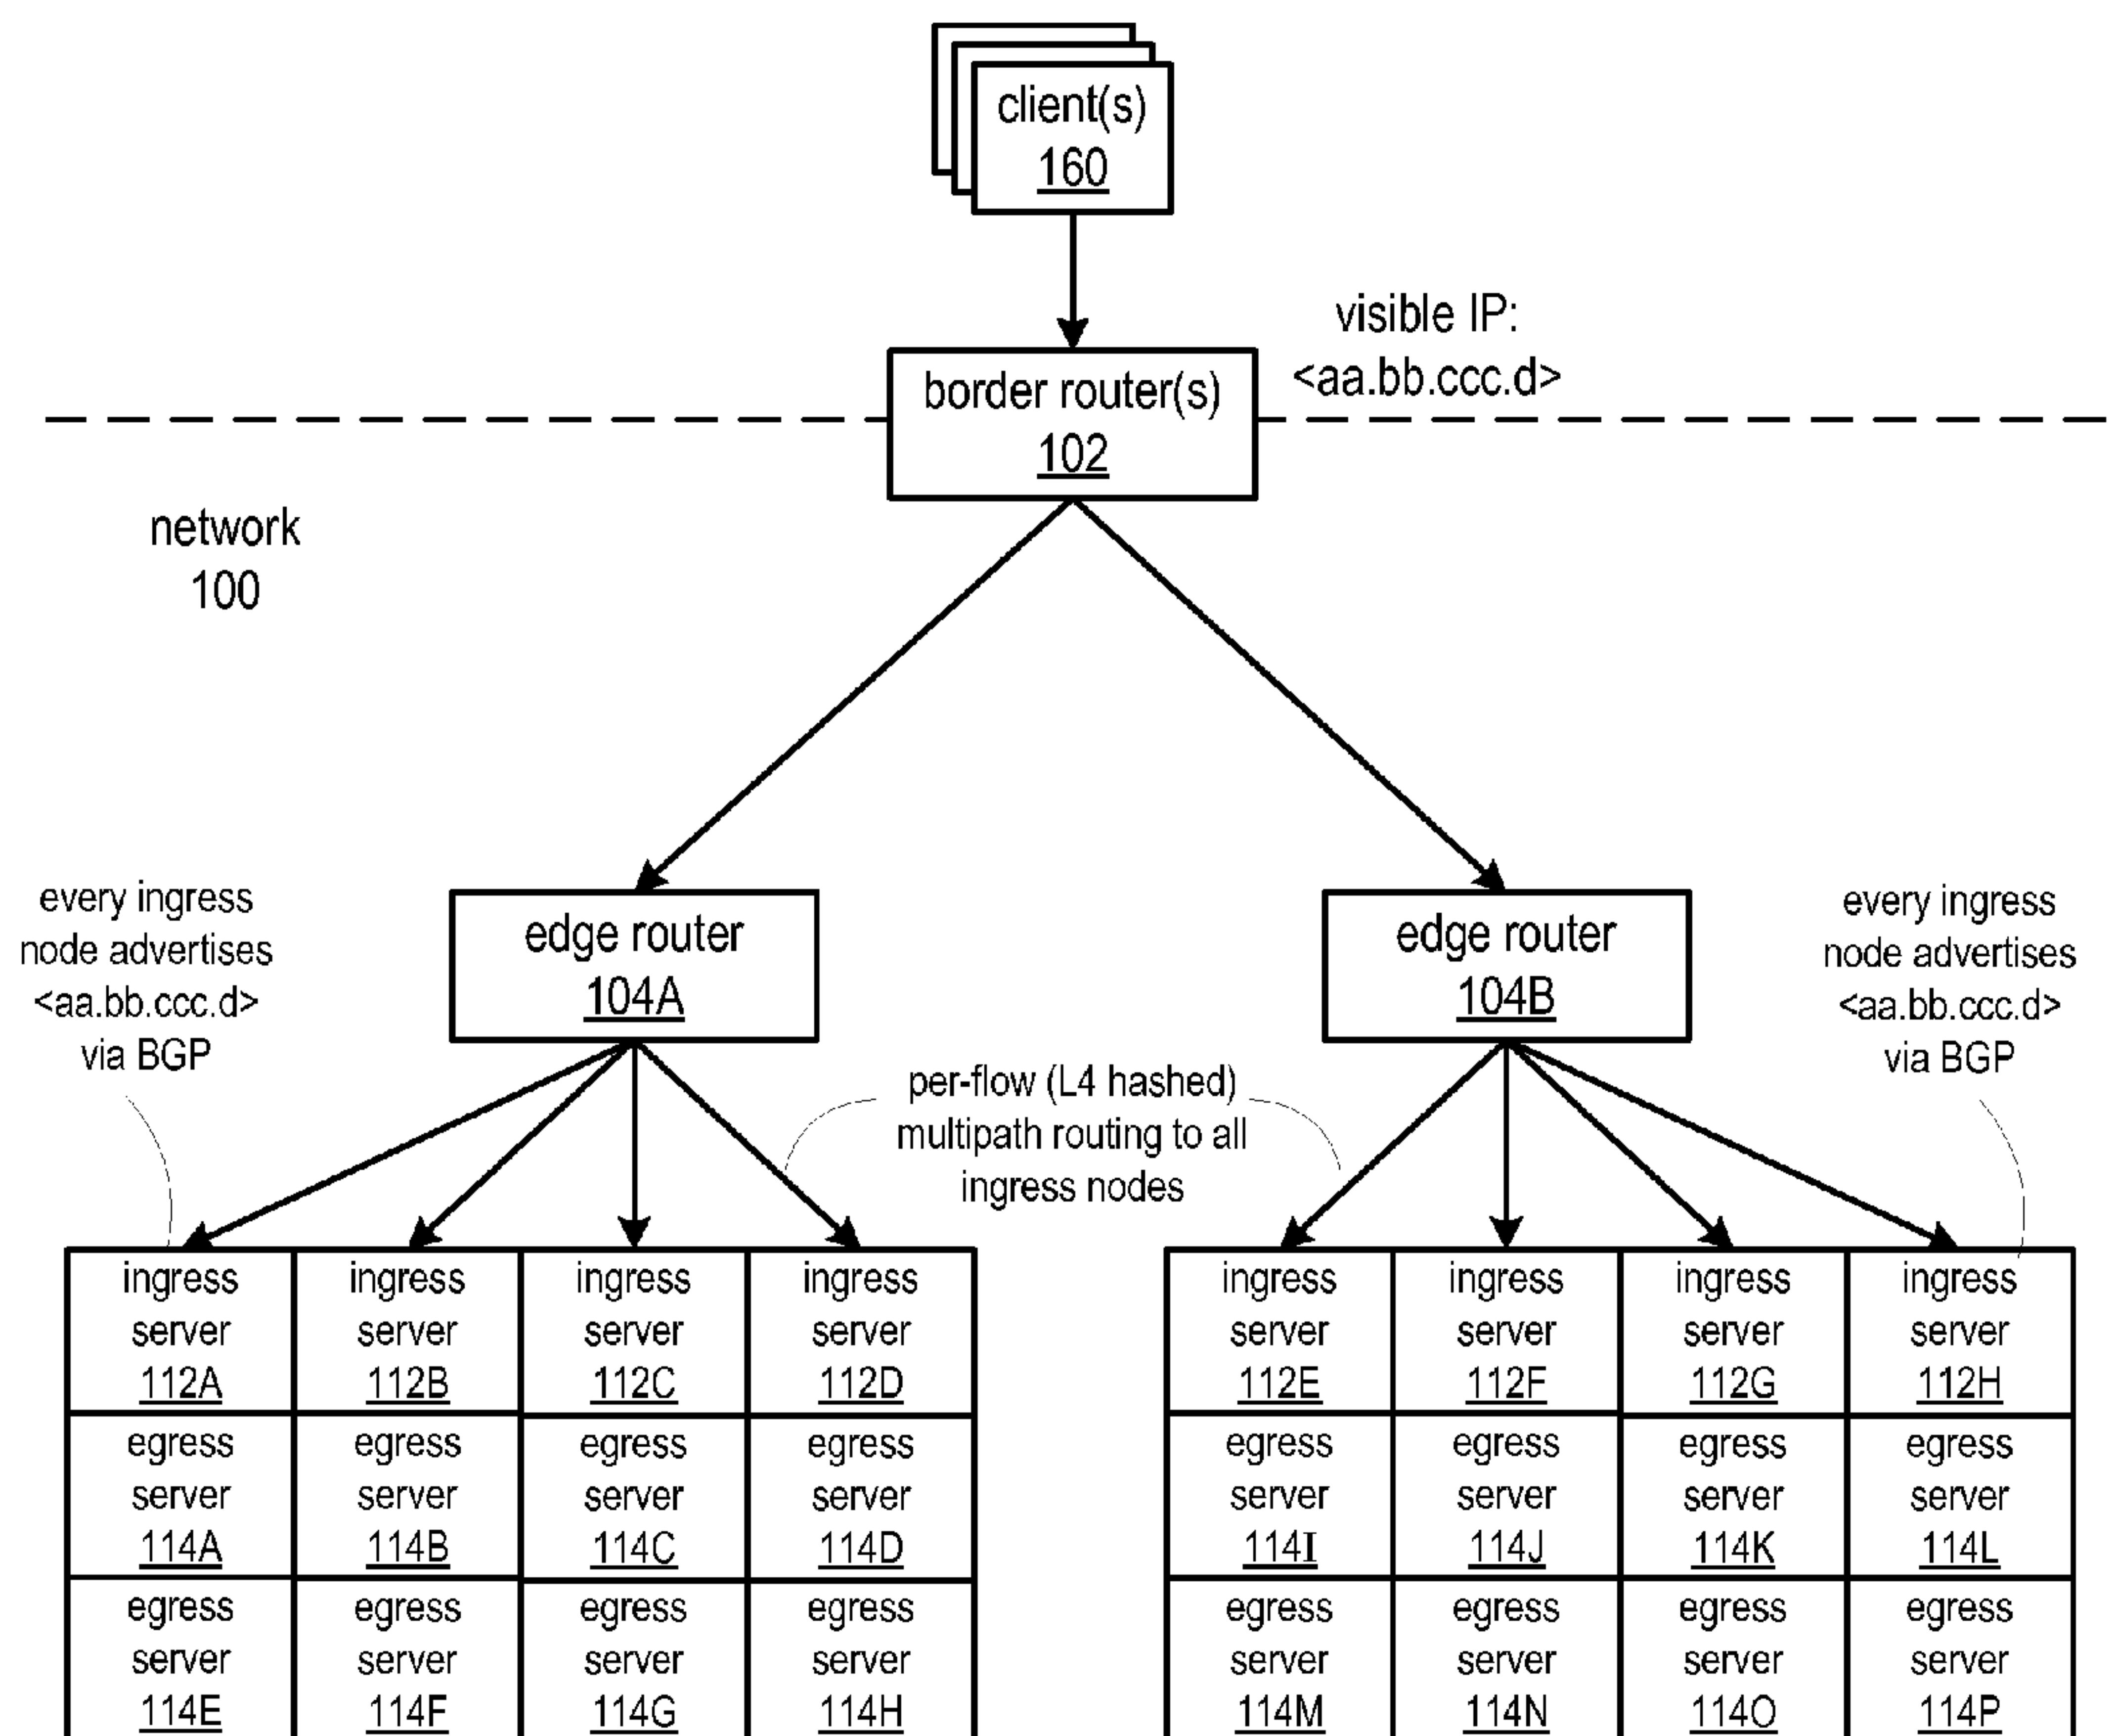 client(s)
160
visible IP:
<aa.bb.ccc.d>
border router(s)
102
network
100
every ingress
node advertises
<aa.bb.ccc.d>
via BGP
edge router
104A
edge router
104B
every ingress
node advertises
<aa.bb.ccc.d>
via BGP
per-flow (L4 hashed)
multipath routing to all
ingress nodes
ingress
server
112A
ingress
server
112B
ingress
server
112C
ingress
server
112D
ingress
server
112E
ingress
server
112F
ingress
server
112G
ingress
server
112H
egress
server
114A
egress
server
114B
egress
server
114C
egress
server
114D
egress
server
114I
egress
server
114J
egress
server
114K
egress
server
114L
egress
server
114E
egress
server
114F
egress
server
114G
egress
server
114H
egress
server
114M
egress
server
114N
egress
server
114O
egress
server
114P